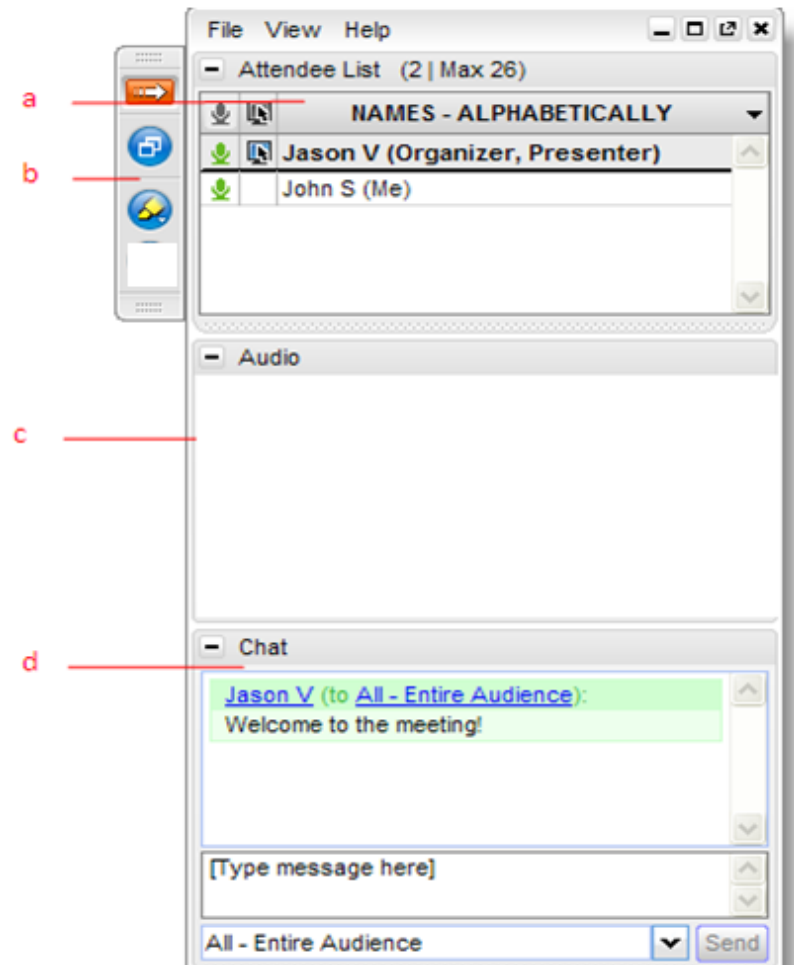 File View Help
Attendee List (2 | Max 26)
a
NAMES - ALPHABETICALLY
Jason V (Organizer, Presenter)
b
John S (Me)
Audio
c
Chat
d
Jason V (to All - Entire Audience):
Welcome to the meeting!
[Type message here]
All - Entire Audience
Send